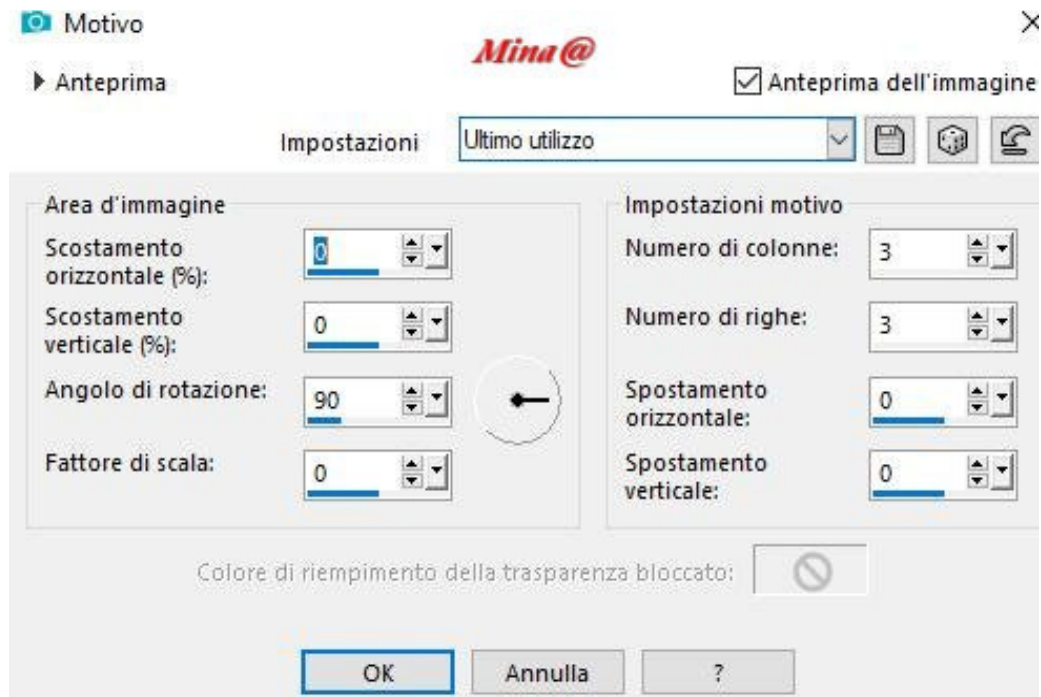 Motivo
Mina@
Anteprima
Anteprima dell'immagine
Impostazioni
Ultimo utilizzo
Area d'immagine
Scostamento
orizzontale (%):
0
Scostamento
verticale (%):
0
Angolo di rotazione:
90
Fattore di scala:
0
Impostazioni motivo
Numero di colonne:
3
Numero di righe:
3
Spostamento
orizzontale:
0
Spostamento
verticale:
0
Colore di riempimento della trasparenza bloccato:
OK
Annulla
?